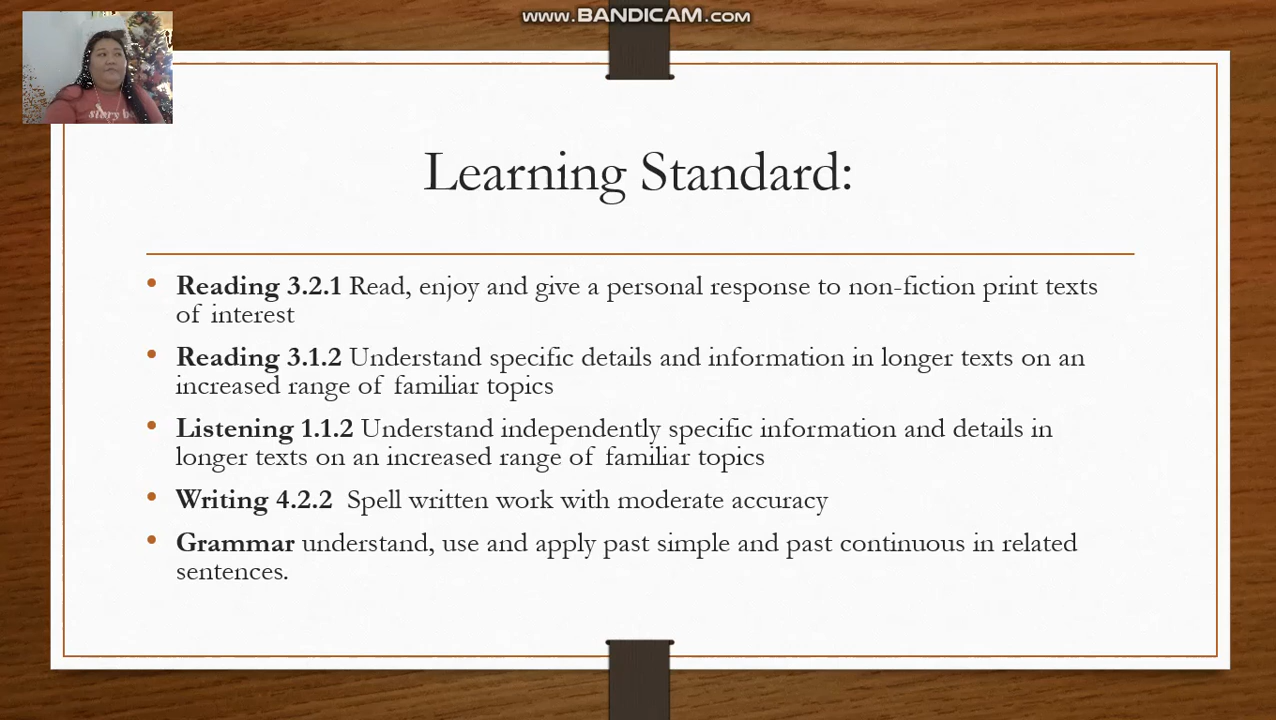 www.BANDICAM.com
Learning Standard:
• Reading 3.2.1 Read, enjoy and give a personal response to non-fiction print texts
of interest
• Reading 3.1.2 Understand specific details and information in longer texts on an
increased range of familiar topics
• Listening 1.1.2 Understand independently specific information and details in
longer texts on an increased range of familiar topics
• Writing 4.2.2 Spell written work with moderate accuracy
• Grammar understand, use and apply past simple and past continuous in related
sentences.